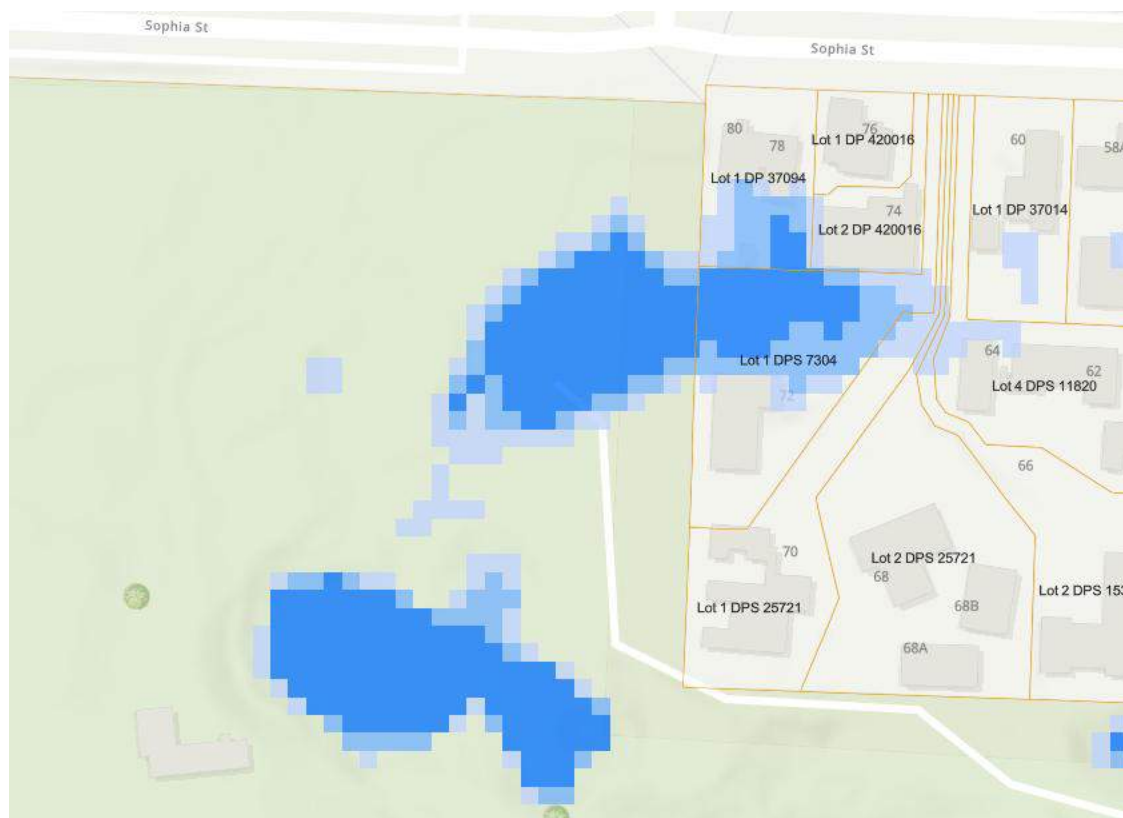 Sophia St
Sophia St
80
78
76
Lot 1 DP 420016
60
58A
Lot 1 DP 37094
74
Lot 1 DP 37014
Lot 2 DP 420016
64
Lot 1 DPS 7304
62
Lot 4 DPS 11820
72
66
70
Lot 2 DPS 25721
68
Lot 2 DPS 153
Lot 1 DPS 25721
68B
68A